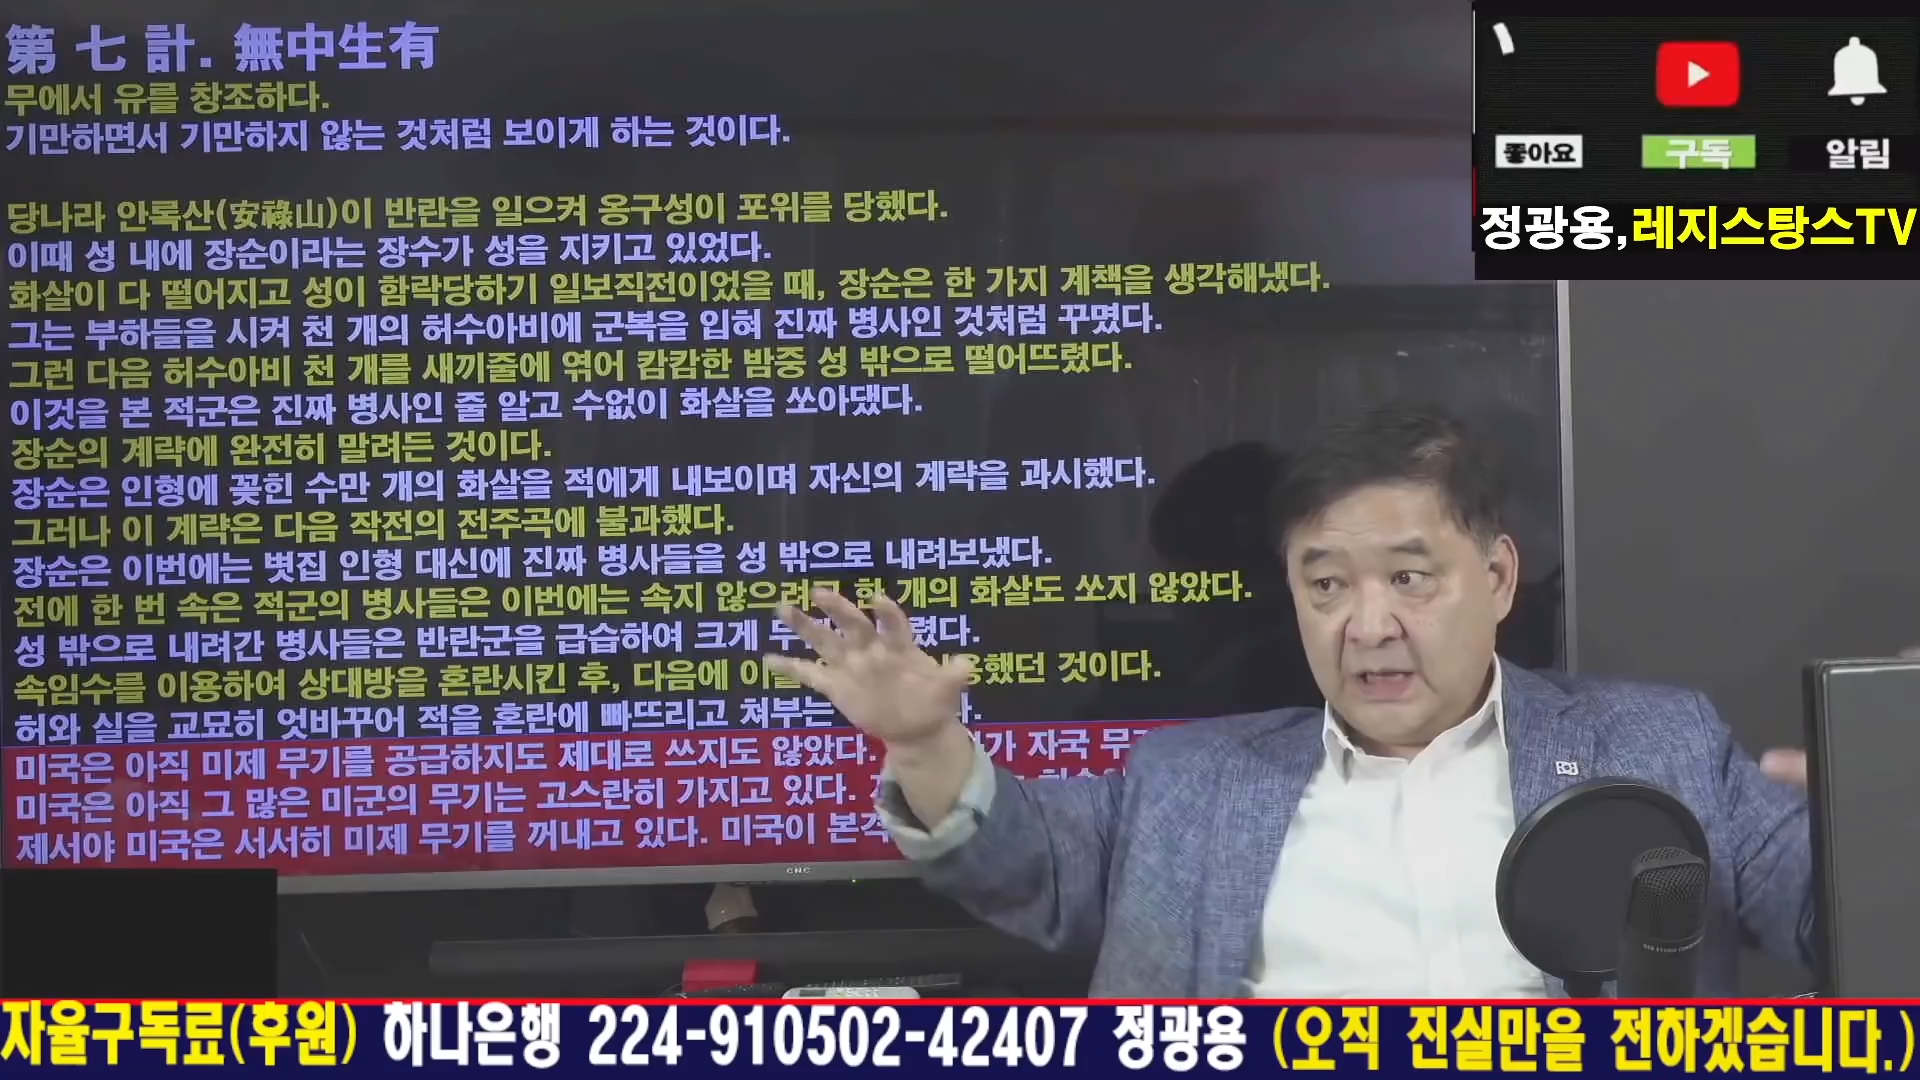 第 七 計. 無中生有
무에서 유를 창조하다.
기만하면서 기만하지 않는 것처럼 보이게 하는 것이다.
당나라 안록산(安祿山)이 반란을 일으켜 옹구성이 포위를 당했다.
이때 성 내에 장순이라는 장수가 성을 지키고 있었다.
화살이 다 떨어지고 성이 함락당하기 일보직전이었을 때, 장순은 한 가지 계책을 생각해냈다.
그는 부하들을 시켜 천 개의 허수아비에 군복을 입혀 진짜 병사인 것처럼 꾸몄다.
그런 다음 허수아비 천 개를 새끼줄에 엮어 캄캄한 밤중 성 밖으로 떨어뜨렸다.
이것을 본 적군은 진짜 병사인 줄 알고 수없이 화살을 쏘아댔다.
장순의 계략에 완전히 말려든 것이다.
장순은 인형에 꽂힌 수만 개의 화살을 적에게 내보이며 자신의 계략을 과시했다.
그러나 이 계략은 다음 작전의 전주곡에 불과했다.
장순은 이번에는 볏집 인형 대신에 진짜 병사들을 성 밖으로 내려보냈다.
전에 한 번 속은 적군의 병사들은 이번에는 속지 않으려고 한 개의 화살도 쏘지 않았다.
성 밖으로 내려간 병사들은 반란군을 급습하여 크게
속임수를 이용하여 상대방을 혼란시킨 후, 다음에 것이다.
허와 실을 교묘히 엇바꾸어 적을 혼란에 빠뜨리고 쳐부는
미국은 아직 미제 무기를 공급하지도 제대로 쓰지도 않았다. 자국
미국은 아직 그 많은 미군의 무기는 고스란히 가지고 있다.
제서야 미국은 서서히 미제 무기를 꺼내고 있다. 미국이
CNC
좋아요
구독
알림
정광용,레지스탕스TV
자율구독료(후원) 하나은행 224-910502-42407 정광용 (오직 진실만을 전하겠습니다.)